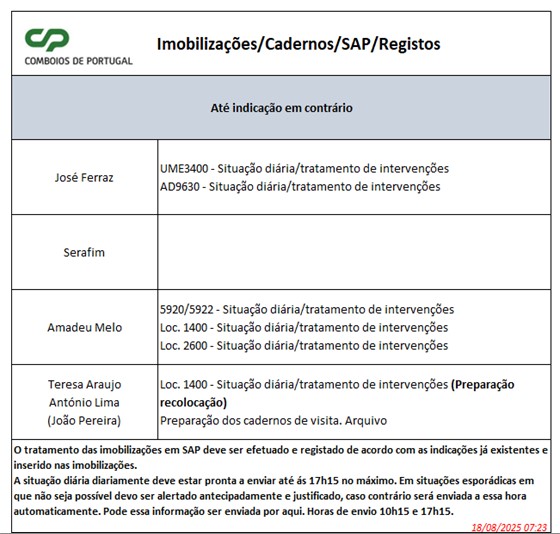 CP
COMBOIOS DE PORTUGAL
Imobilizações/Cadernos/SAP/Registos
Até indicação em contrário
José Ferraz
UME3400 - Situação diária/tratamento de intervenções
AD9630 - Situação diária/tratamento de intervenções
Serafim
Amadeu Melo
5920/5922 - Situação diária/tratamento de intervenções
Loc. 1400 - Situação diária/tratamento de intervenções
Loc. 2600 - Situação diária/tratamento de intervenções
Teresa Araujo
António Lima
(João Pereira)
Loc. 1400 - Situação diária/tratamento de intervenções (Preparação
recolocação)
Preparação dos cadernos de visita. Arquivo
O tratamento das imobilizações em SAP deve ser efetuado e registado de acordo com as indicações já existentes e
inserido nas imobilizações.
A situação diária diariamente deve estar pronta a enviar até ás 17h15 no máximo. Em situações esporádicas em
que não seja possível devo ser alertado antecipadamente e justificado, caso contrário será enviada a essa hora
automaticamente. Pode essa informação ser enviada por aqui. Horas de envio 10h15 e 17h15.
18/08/2025 07:23